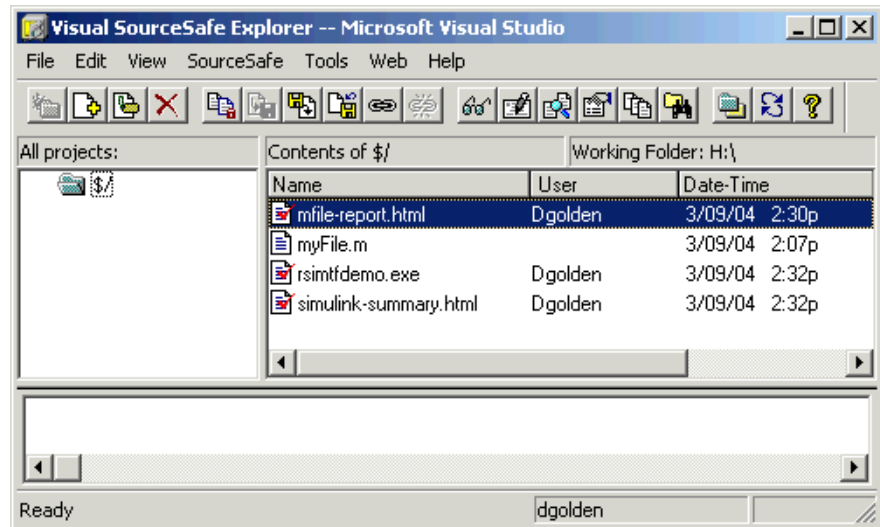 Visual SourceSafe Explorer -- Microsoft Visual Studio
File Edit View SourceSafe Tools Web Help
All projects: Contents of $/ Working Folder: H:\
$/
Name User Date-Time
mfile-report.html Dgolden 3/09/04 2:30p
myFile.m 3/09/04 2:07p
rsimtfdemo.exe Dgolden 3/09/04 2:32p
simulink-summary.html Dgolden 3/09/04 2:32p
Ready dgolden